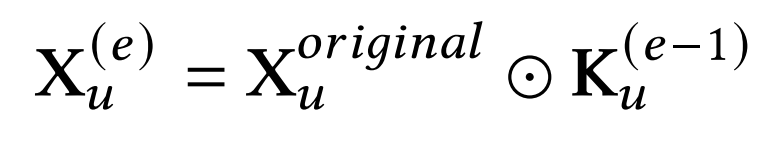 𝐗_u^{(e)} = 𝐗_u^{original} ⊙ 𝐊_u^{(e−1)}